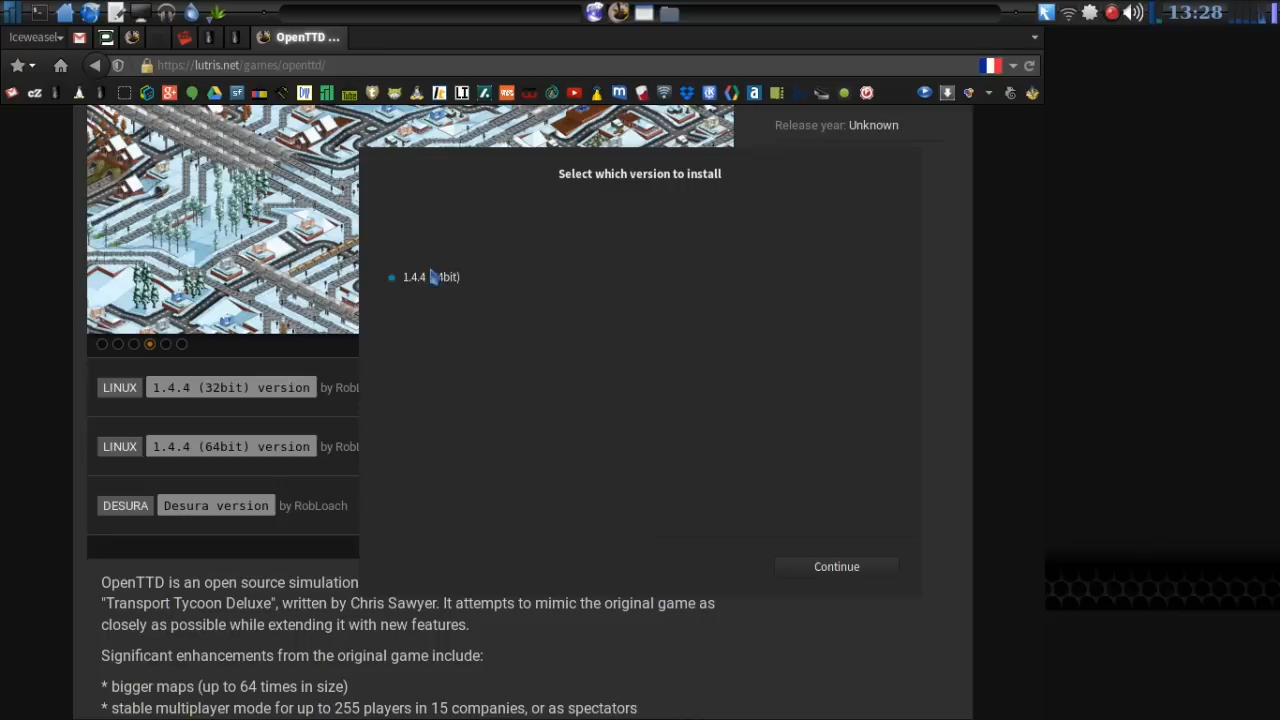 13:28
Iceweasel
OpenTTD ...
https://lutris.net/games/openttd/
Release year: Unknown
Select which version to install
1.4.4 4bit)
LINUX 1.4.4 (32bit) version by RobL
LINUX 1.4.4 (64bit) version by RobL
DESURA Desura version by RobLoach
Continue
OpenTTD is an open source simulation
"Transport Tycoon Deluxe", written by Chris Sawyer. It attempts to mimic the original game as
closely as possible while extending it with new features.
Significant enhancements from the original game include:
* bigger maps (up to 64 times in size)
* stable multiplayer mode for up to 255 players in 15 companies, or as spectators